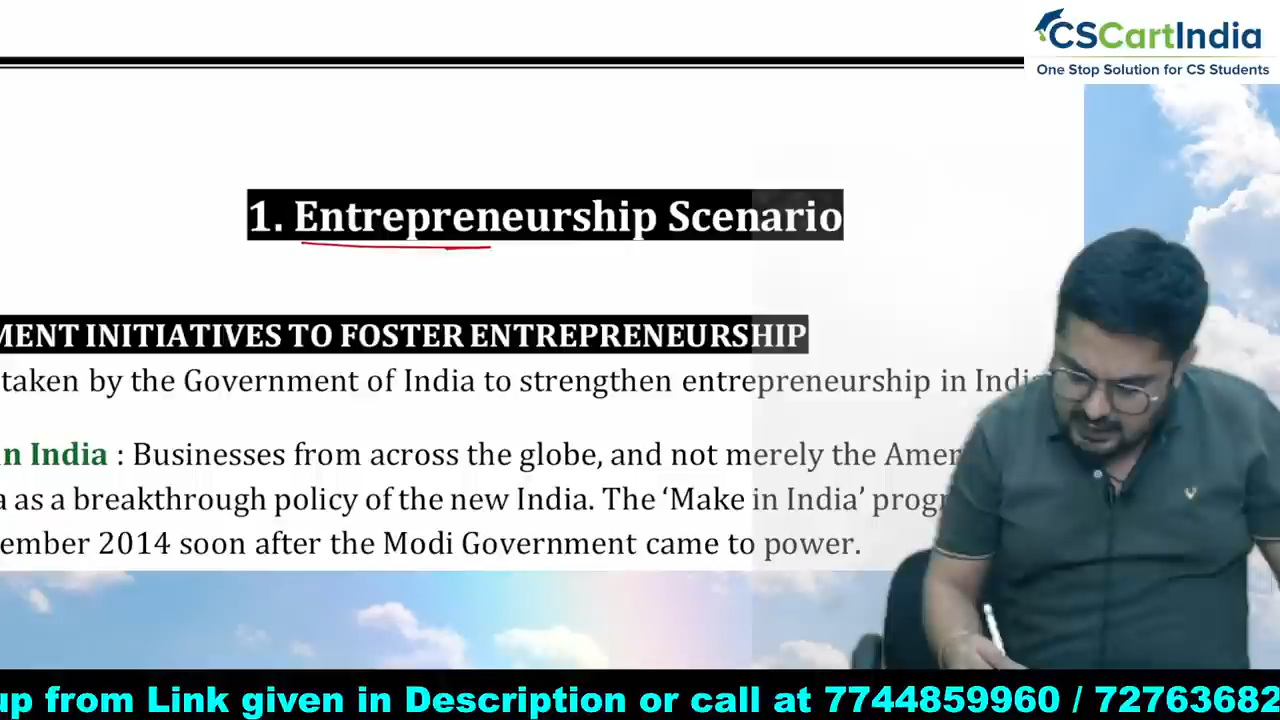 CSCartIndia
One Stop Solution for CS Students
1. Entrepreneurship Scenario
MENT INITIATIVES TO FOSTER ENTREPRENEURSHIP
taken by the Government of India to strengthen entrepreneurship in India
in India : Businesses from across the globe, and not merely the Amer
a as a breakthrough policy of the new India. The ‘Make in India’ progr
ember 2014 soon after the Modi Government came to power.
up from Link given in Description or call at 7744859960 / 72763682